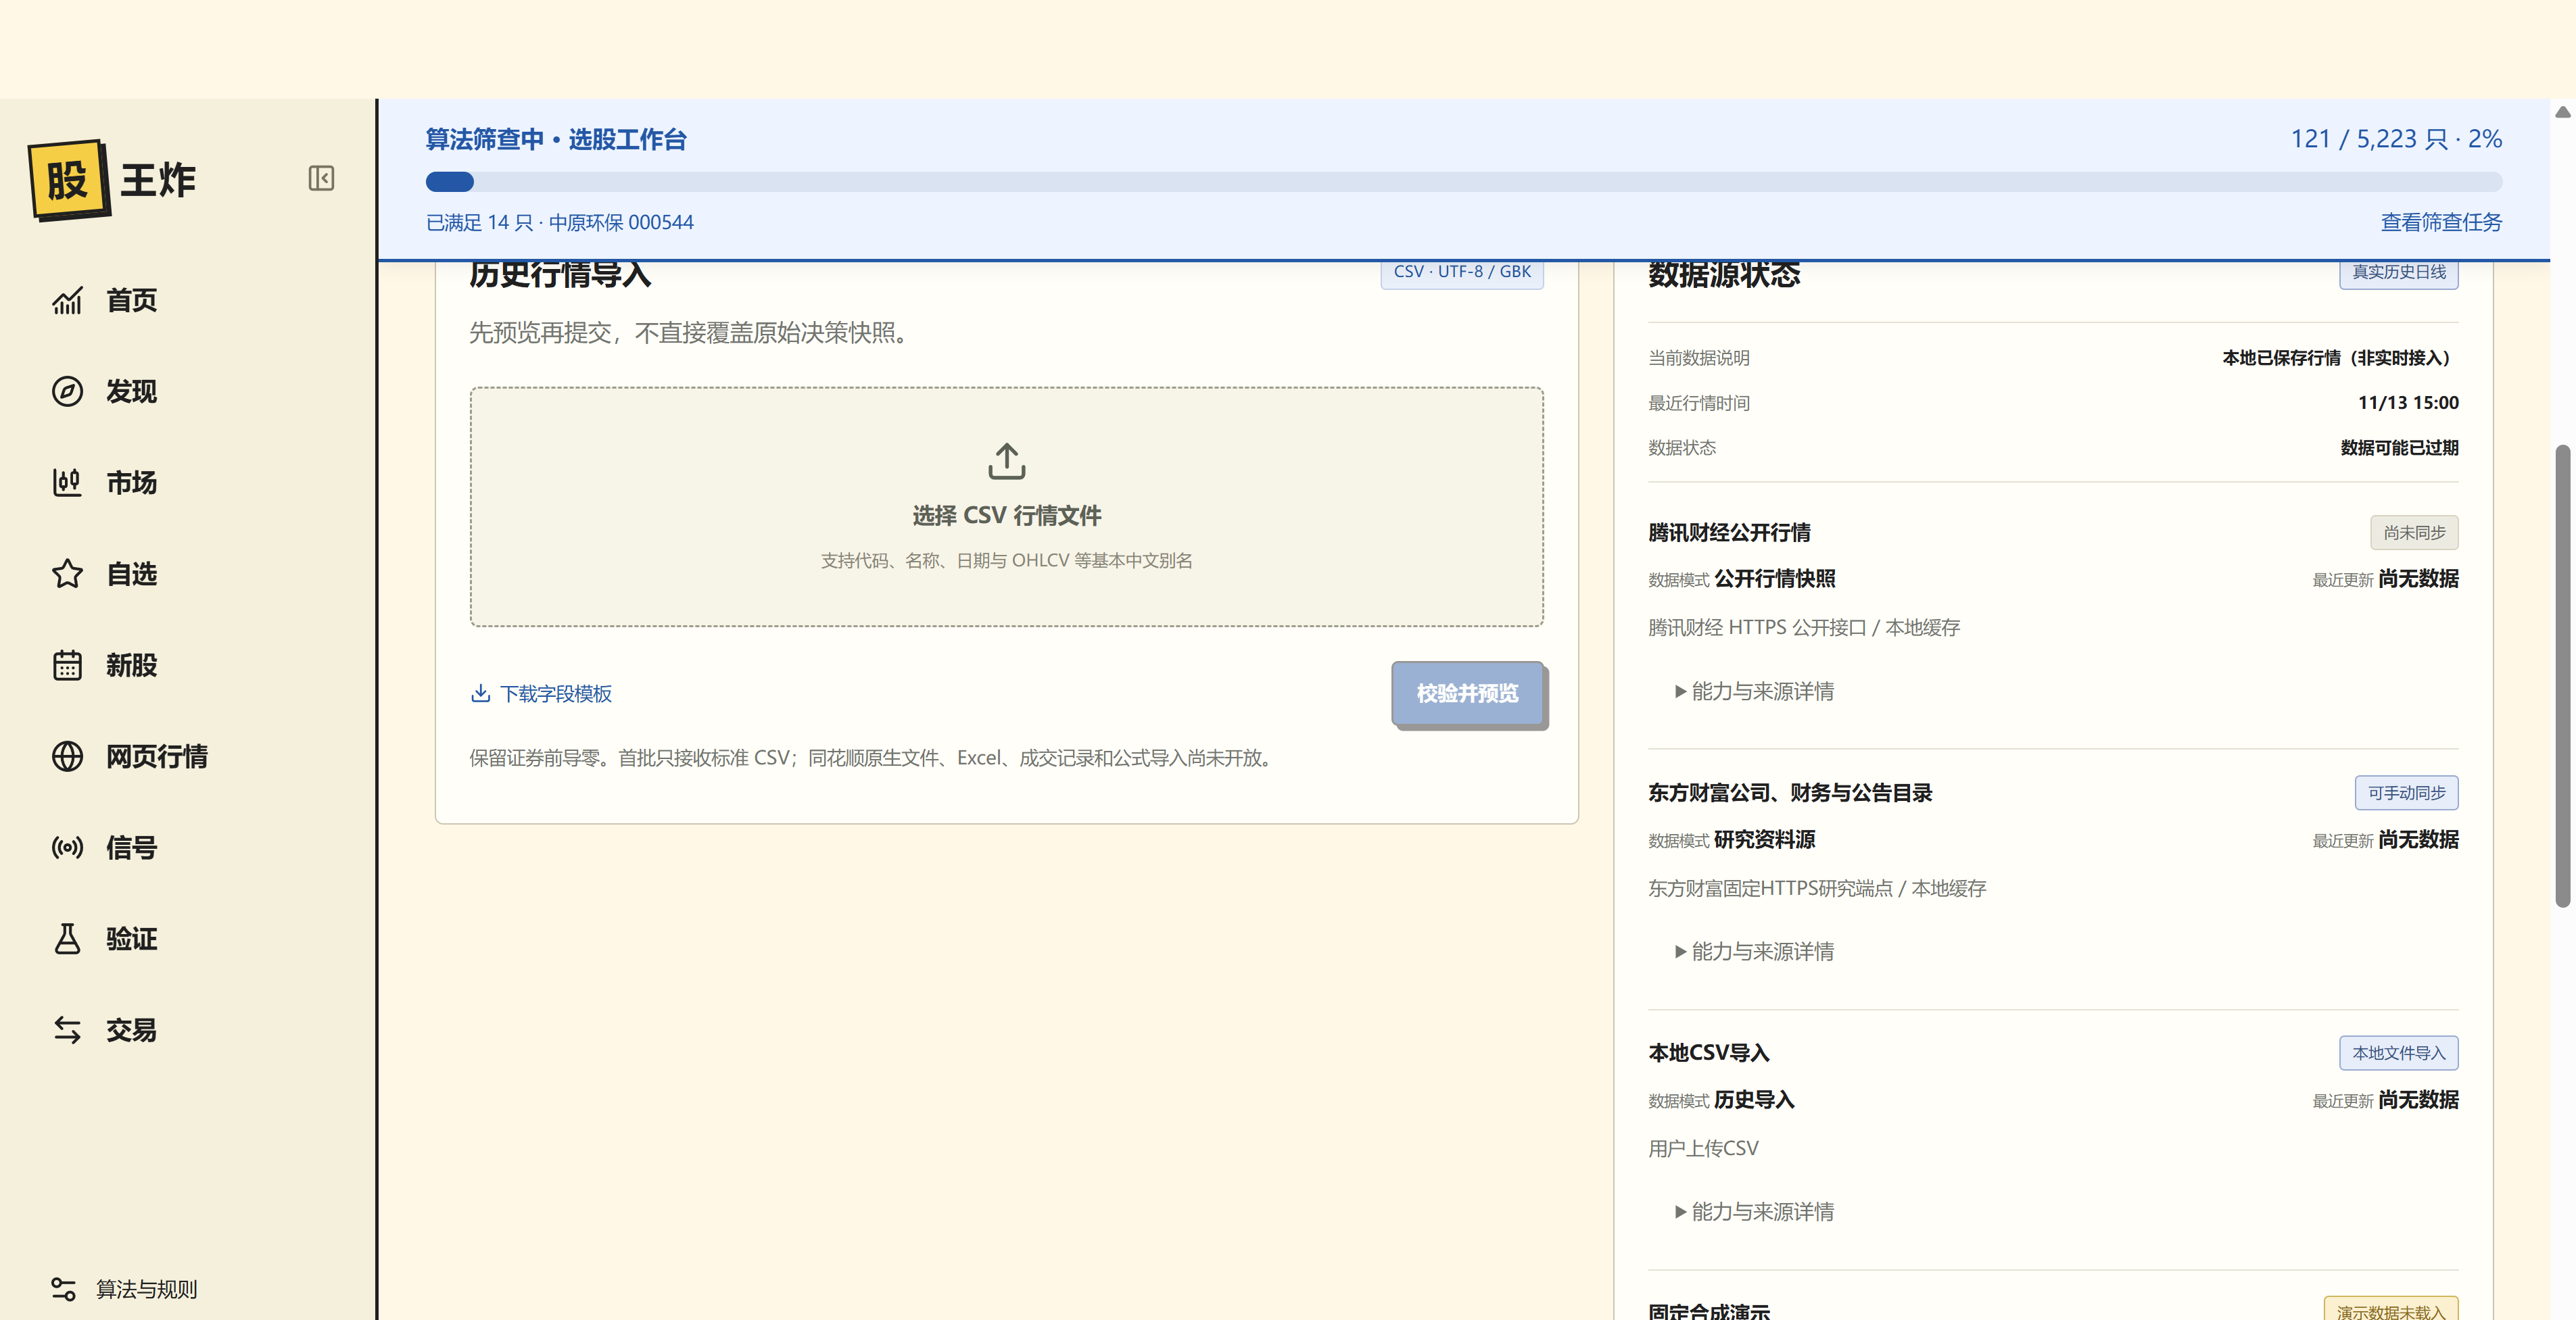 股 王炸
首页
发现
市场
自选
新股
网页行情
信号
验证
交易
算法与规则
算法筛查中 · 选股工作台
121 / 5,223 只 · 2%
已满足 14 只 · 中原环保 000544
查看筛查任务
历史行情导入
CSV · UTF-8 / GBK
先预览再提交，不直接覆盖原始决策快照。
选择 CSV 行情文件
支持代码、名称、日期与 OHLCV 等基本中文别名
下载字段模板
校验并预览
保留证券前导零。首批只接收标准 CSV；同花顺原生文件、Excel、成交记录和公式导入尚未开放。
数据源状态
真实历史日线
当前数据说明
本地已保存行情（非实时接入）
最近行情时间
11/13 15:00
数据状态
数据可能已过期
腾讯财经公开行情
尚未同步
数据模式 公开行情快照
最近更新 尚无数据
腾讯财经 HTTPS 公开接口 / 本地缓存
能力与来源详情
东方财富公司、财务与公告目录
可手动同步
数据模式 研究资料源
最近更新 尚无数据
东方财富固定HTTPS研究端点 / 本地缓存
能力与来源详情
本地CSV导入
本地文件导入
数据模式 历史导入
最近更新 尚无数据
用户上传CSV
能力与来源详情
固定合成演示
演示数据未载入